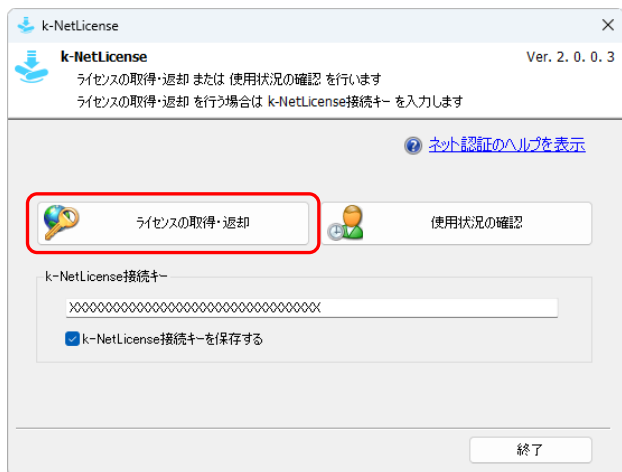 k-NetLicense
k-NetLicense
Ver. 2. 0. 0. 3
ライセンスの取得・返却 または 使用状況の確認 を行います
ライセンスの取得・返却 を行う場合は k-NetLicense接続キー を入力します
ネット認証のヘルプを表示
ライセンスの取得・返却
使用状況の確認
k-NetLicense接続キー
XXXXXXXXXXXXXXXXXXXXXXXXXXXXXXXX
k-NetLicense接続キーを保存する
終了